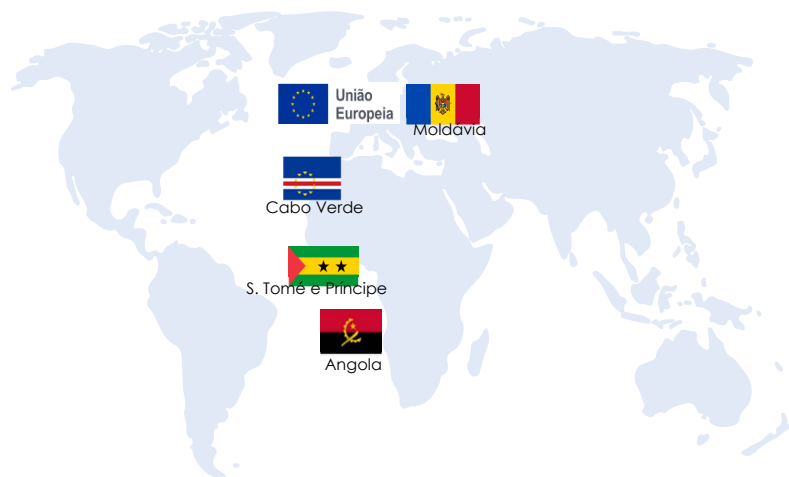 União
Europeia
Moldávia
Cabo Verde
S. Tomé e Príncipe
Angola